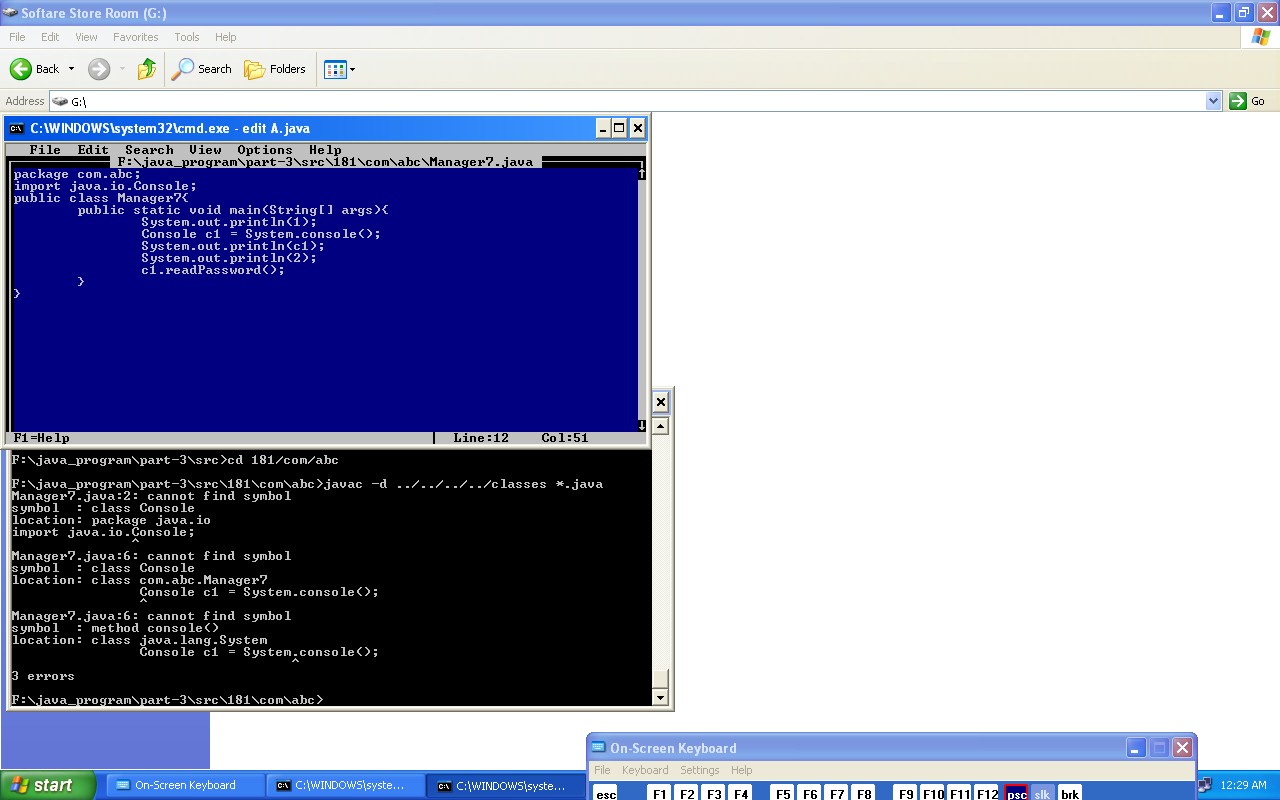 Softare Store Room (G:)
File Edit View Favorites Tools Help
Back Search Folders
Address G:\ Go
C:\WINDOWS\system32\cmd.exe - edit A.java
File Edit Search View Options Help
F:\java_program\part-3\src\181\com\abc\Manager7.java
package com.abc;
import java.io.Console;
public class Manager7{
public static void main(String[] args){
System.out.println(1);
Console c1 = System.console();
System.out.println(c1);
System.out.println(2);
c1.readPassword();
}
}
F1=Help Line:12 Col:51
F:\java_program\part-3\src>cd 181/com/abc
F:\java_program\part-3\src\181\com\abc>javac -d ../../../../classes *.java
Manager7.java:2: cannot find symbol
symbol : class Console
location: package java.io
import java.io.Console;
^
Manager7.java:6: cannot find symbol
symbol : class Console
location: class com.abc.Manager7
Console c1 = System.console();
^
Manager7.java:6: cannot find symbol
symbol : method console()
location: class java.lang.System
Console c1 = System.console();
^
3 errors
F:\java_program\part-3\src\181\com\abc>
On-Screen Keyboard
File Keyboard Settings Help
esc F1 F2 F3 F4 F5 F6 F7 F8 F9 F10 F11 F12 psc slk brk
start On-Screen Keyboard C:\WINDOWS\syste... C:\WINDOWS\syste... 12:29 AM